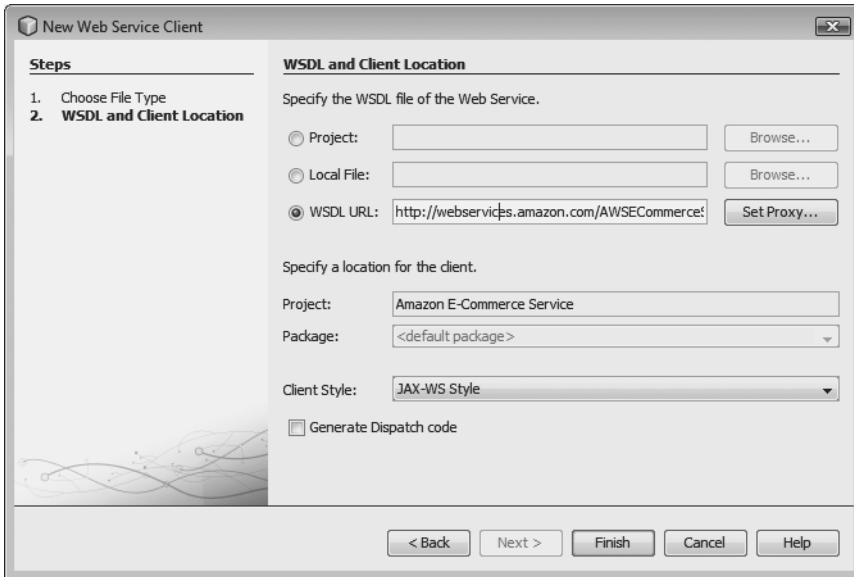 New Web Service Client
Steps
1. Choose File Type
2. WSDL and Client Location
WSDL and Client Location
Specify the WSDL file of the Web Service.
Project:
Browse...
Local File:
Browse...
WSDL URL:
http://webservices.amazon.com/AWSECommerceS
Set Proxy...
Specify a location for the client.
Project:
Amazon E-Commerce Service
Package:
<default package>
Client Style:
JAX-WS Style
Generate Dispatch code
< Back
Next >
Finish
Cancel
Help